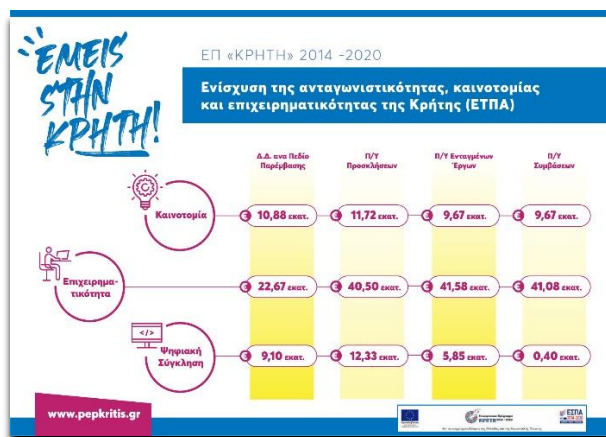 ΕΜΕΙΣ
ΣΤΗΝ
ΚΡΗΤΗ!
ΕΠ «ΚΡΗΤΗ» 2014 -2020
Ενίσχυση της ανταγωνιστικότητας, καινοτομίας
και επιχειρηματικότητας της Κρήτης (ΕΤΠΑ)
Δ.Δ. ανα Πεδίο
Παρέμβασης
Π/Υ
Προσκλήσεων
Π/Υ Ενταγμένων
Έργων
Π/Υ
Συμβάσεων
Καινοτομία
10,88 εκατ.
11,72 εκατ.
9,67 εκατ.
9,67 εκατ.
Επιχειρημα-
τικότητα
22,67 εκατ.
40,50 εκατ.
41,58 εκατ.
41,08 εκατ.
</>
Ψηφιακή
Σύγκληση
9,10 εκατ.
12,33 εκατ.
5,85 εκατ.
0,40 εκατ.
www.pepkritis.gr
ΚΡΗΤΗ
ΕΣΠΑ